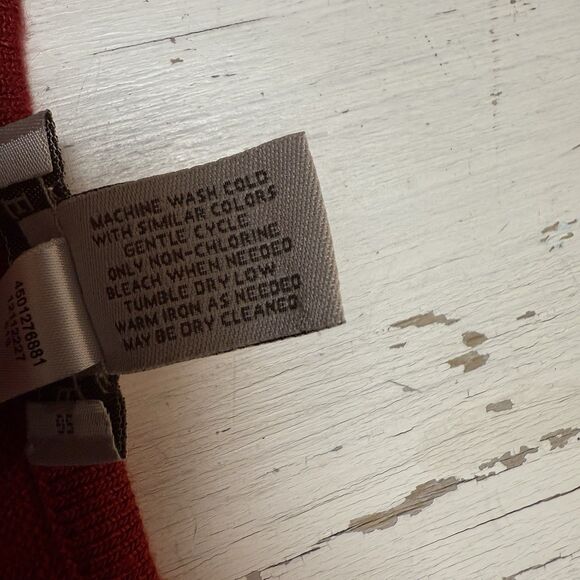 MACHINE WASH COLD
WITH SIMILAR COLORS
GENTLE CYCLE
ONLY NON-CHLORINE
BLEACH WHEN NEEDED
TUMBLE DRY LOW
WARM IRON AS NEEDED
MAY BE DRY CLEANED
4501276881